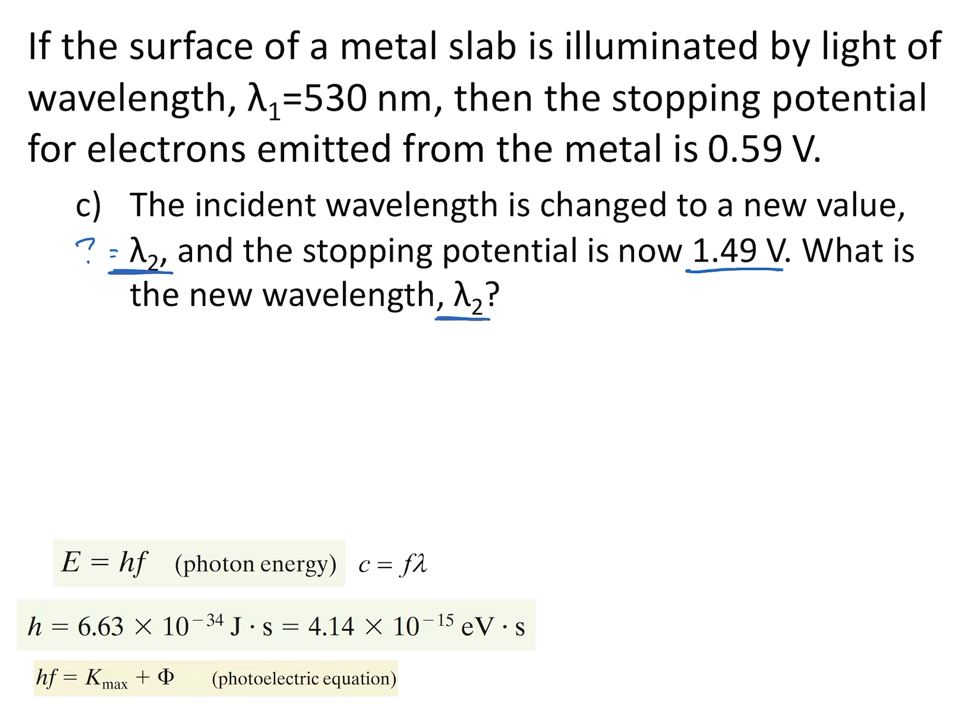 If the surface of a metal slab is illuminated by light of
wavelength, λ₁=530 nm, then the stopping potential
for electrons emitted from the metal is 0.59 V.
c) The incident wavelength is changed to a new value,
? = λ₂, and the stopping potential is now 1.49 V. What is
the new wavelength, λ₂?
E = hf (photon energy) c = fλ
h = 6.63 × 10⁻³⁴ J · s = 4.14 × 10⁻¹⁵ eV · s
hf = Kmax + Φ (photoelectric equation)